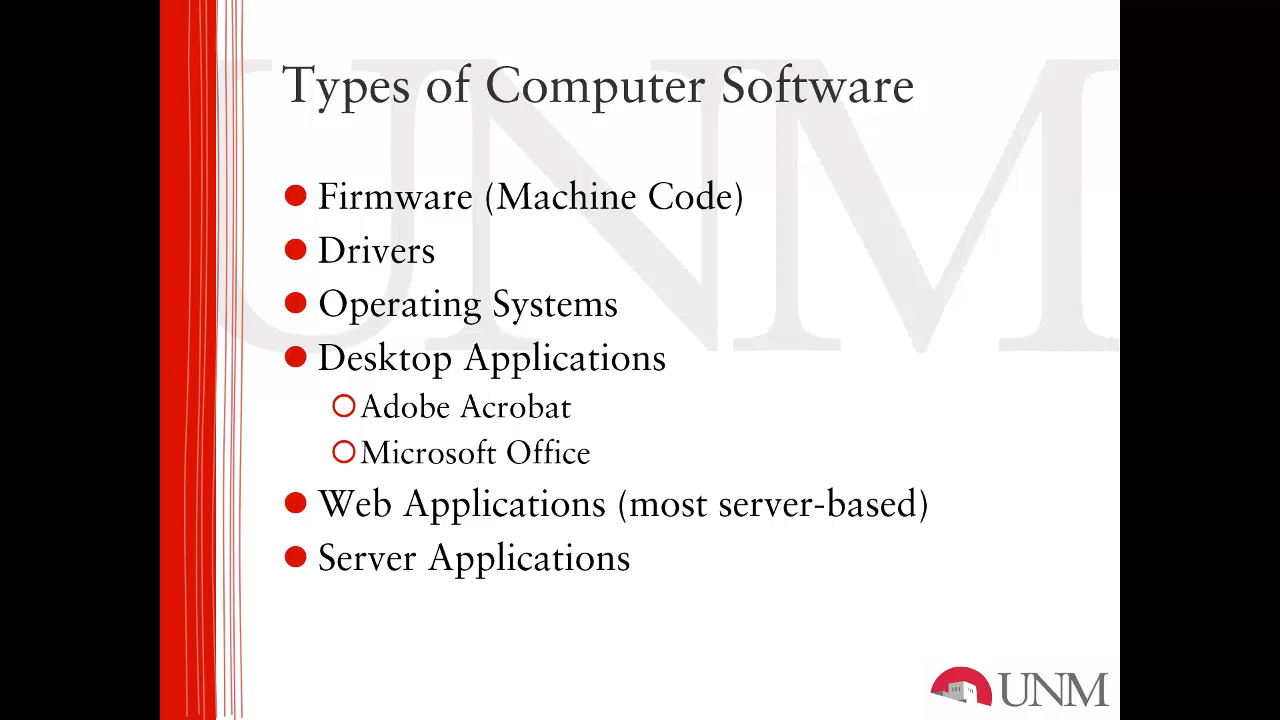 Types of Computer Software
Firmware (Machine Code)
Drivers
Operating Systems
Desktop Applications
Adobe Acrobat
Microsoft Office
Web Applications (most server-based)
Server Applications
UNM
UNM